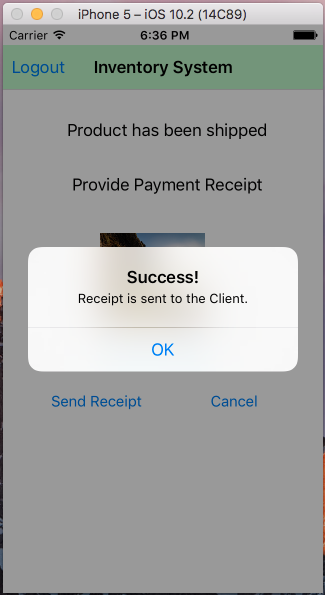 iPhone 5 – iOS 10.2 (14C89)
Carrier 6:36 PM
Logout Inventory System
Product has been shipped
Provide Payment Receipt
Success!
Receipt is sent to the Client.
OK
Send Receipt Cancel